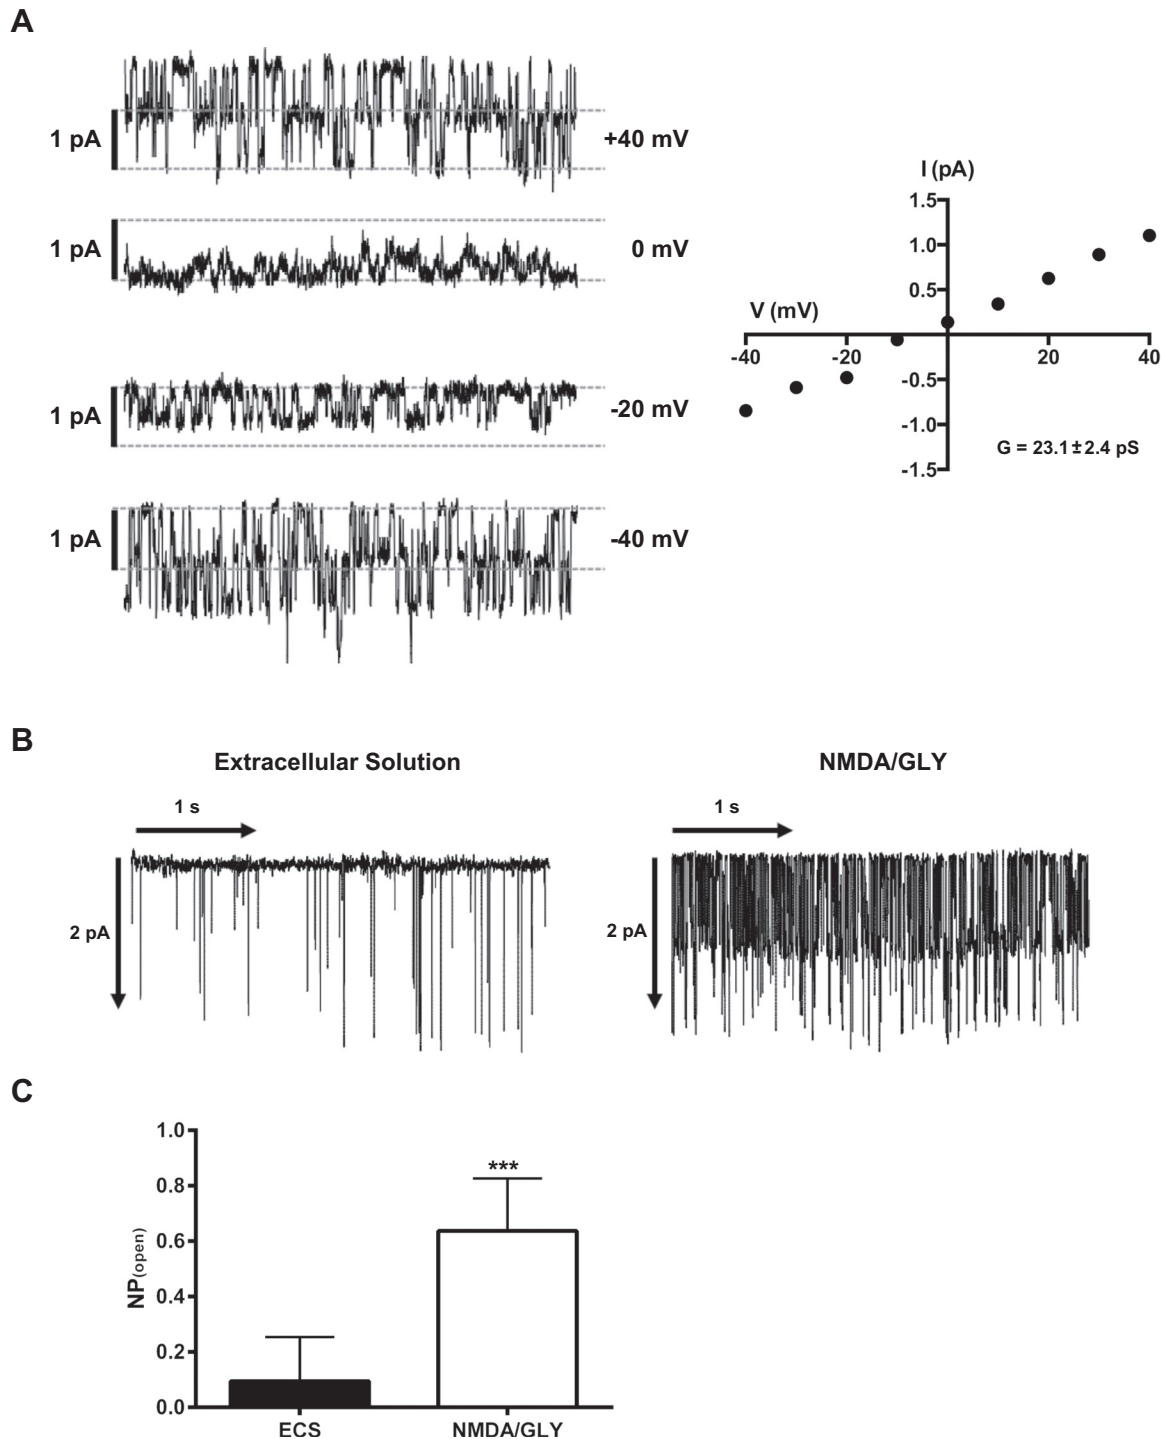 A
1 pA
+40 mV
1 pA
0 mV
1 pA
-20 mV
1 pA
-40 mV
I (pA)
1.5
1.0
0.5
V (mV)
-40
-20
20
40
-0.5
-1.0
-1.5
G = 23.1±2.4 pS
B
Extracellular Solution
NMDA/GLY
1 s
1 s
2 pA
2 pA
C
1.0
0.8
0.6
0.4
0.2
0.0
NP(open)
***
ECS
NMDA/GLY